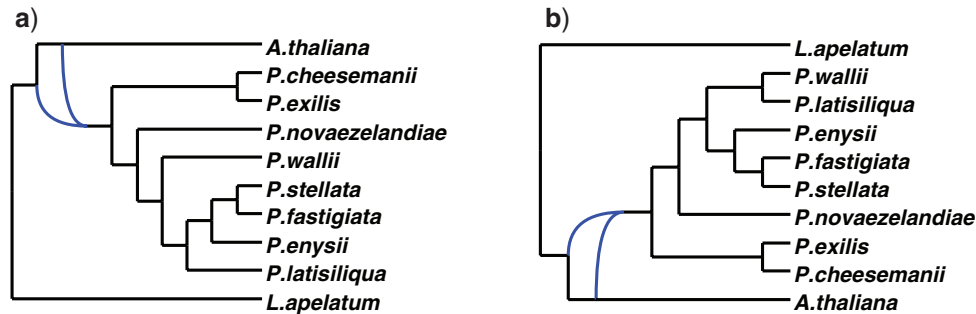 a)
A.thaliana
P.cheesemanii
P.exilis
P.novaezelandiae
P.wallii
P.stellata
P.fastigiata
P.enysii
P.latisiliqua
L.apelatum
b)
L.apelatum
P.wallii
P.latisiliqua
P.enysii
P.fastigiata
P.stellata
P.novaezelandiae
P.exilis
P.cheesemanii
A.thaliana